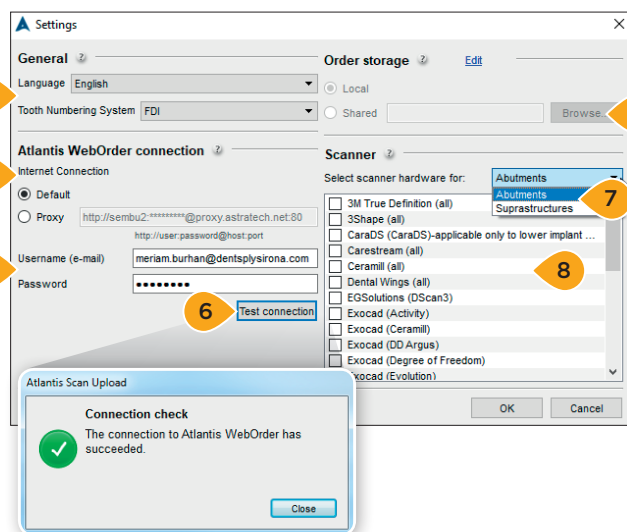 Settings
General
Language English
Tooth Numbering System FDI
Atlantis WebOrder connection
Internet Connection
Default
Proxy http://sembu2:*********@proxy.astratech.net:80
http://user:password@host:port
Username (e-mail) meriam.burhan@dentsplysirona.com
Password ●●●●●●●●
6 Test connection
Order storage Edit
Local
Shared Browse...
Scanner
Select scanner hardware for: Abutments
Abutments
Suprastructures
7
3M True Definition (all)
3Shape (all)
CaraDS (CaraDS)-applicable only to lower implant ...
Carestream (all)
Ceramill (all)
Dental Wings (all)
EGSolutions (DScan3)
Exocad (Activity)
Exocad (Ceramill)
Exocad (DD Argus)
Exocad (Degree of Freedom)
Exocad (Evolution)
8
OK Cancel
Atlantis Scan Upload
Connection check
The connection to Atlantis WebOrder has
succeeded.
Close